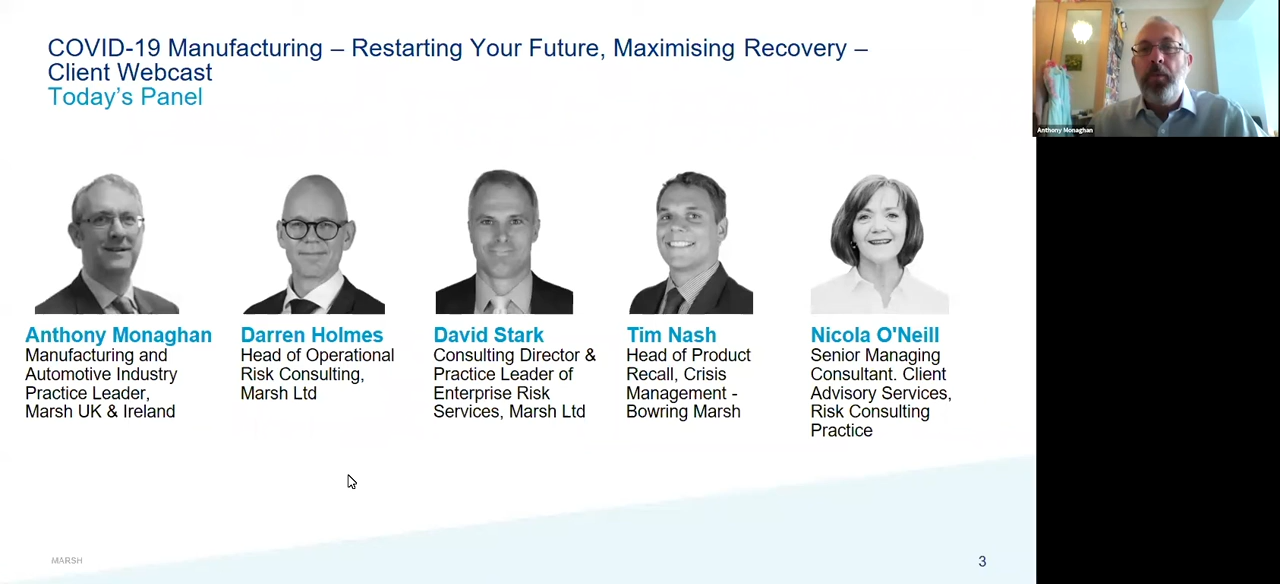 COVID-19 Manufacturing – Restarting Your Future, Maximising Recovery –
Client Webcast
Today's Panel
Anthony Monaghan
Anthony Monaghan
Manufacturing and
Automotive Industry
Practice Leader,
Marsh UK & Ireland
Darren Holmes
Head of Operational
Risk Consulting,
Marsh Ltd
David Stark
Consulting Director &
Practice Leader of
Enterprise Risk
Services, Marsh Ltd
Tim Nash
Head of Product
Recall, Crisis
Management -
Bowring Marsh
Nicola O'Neill
Senior Managing
Consultant. Client
Advisory Services,
Risk Consulting
Practice
MARSH
3